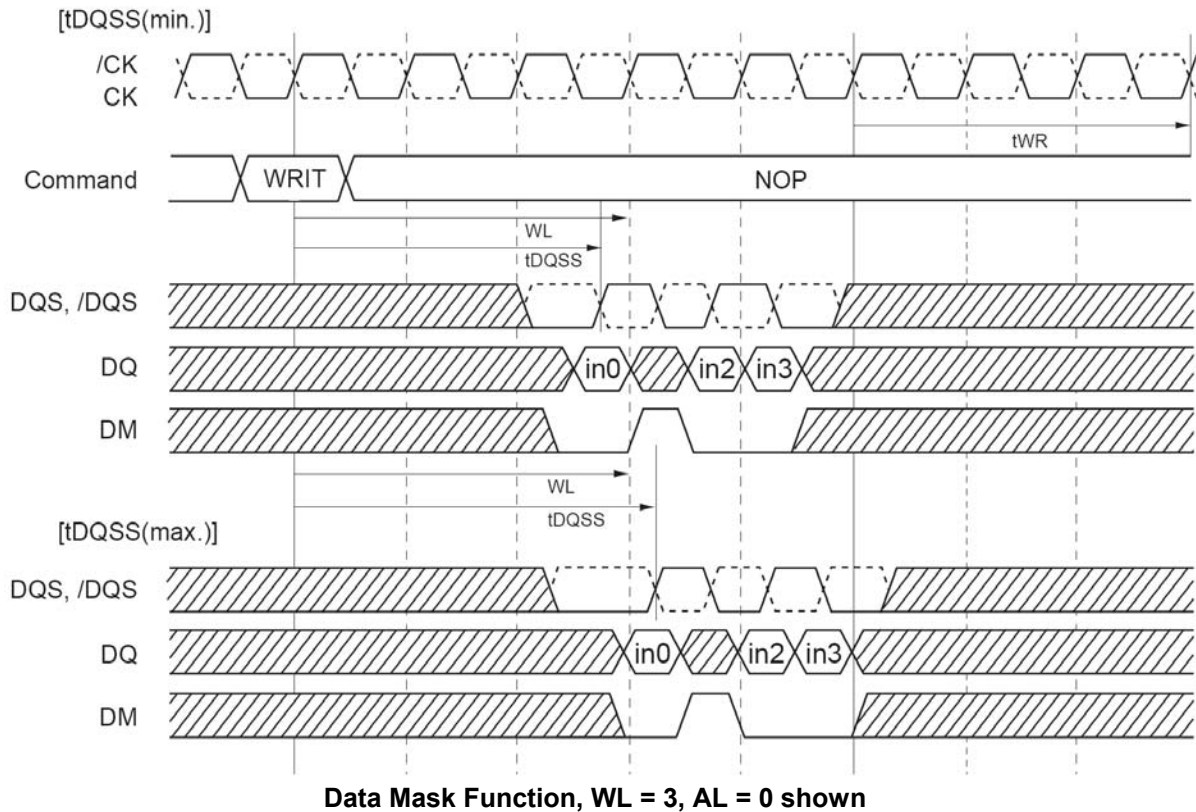 [tDQSS(min.)]
/CK
CK
tWR
Command WRIT NOP
WL
tDQSS
DQS, /DQS
DQ in0 in2 in3
DM
WL
tDQSS
[tDQSS(max.)]
DQS, /DQS
DQ in0 in2 in3
DM
Data Mask Function, WL = 3, AL = 0 shown